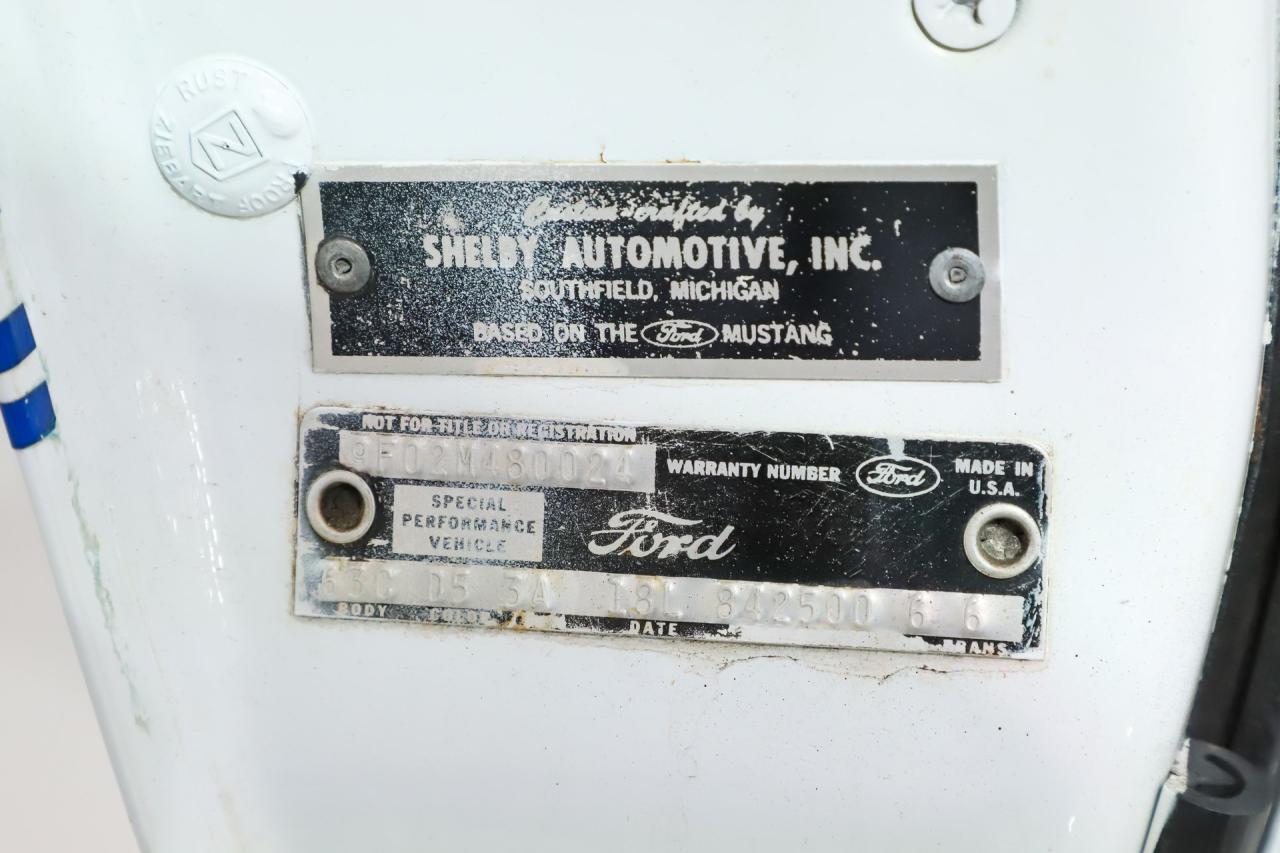 RUST
ZIEBART
PROOF
Custom crafted by
SHELBY AUTOMOTIVE, INC.
SOUTHFIELD, MICHIGAN
BASED ON THE Ford MUSTANG
NOT FOR TITLE OR REGISTRATION
9F02M480024
WARRANTY NUMBER Ford MADE IN
U.S.A.
SPECIAL
PERFORMANCE
VEHICLE
Ford
63C D5 3A 18L 842500 6 6
BODY
DATE
TRANS.